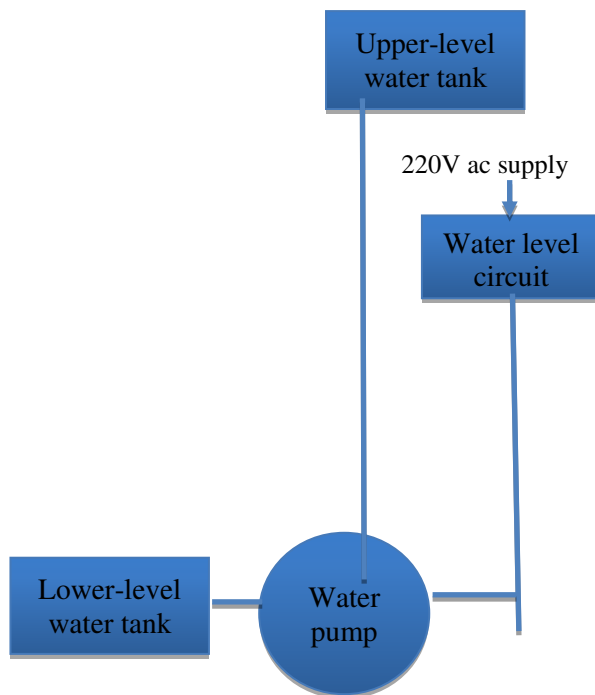 Upper-level
water tank
220V ac supply
Water level
circuit
Lower-level
water tank
Water
pump